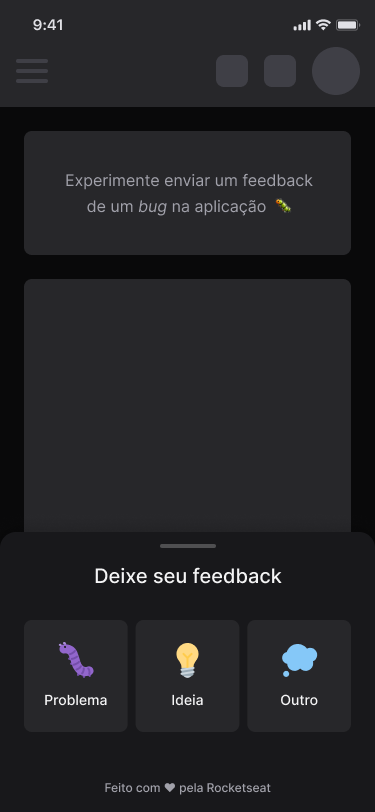 9:41
Experimente enviar um feedback
de um bug na aplicação 🐛
Deixe seu feedback
Problema
Ideia
Outro
Feito com ♥ pela Rocketseat